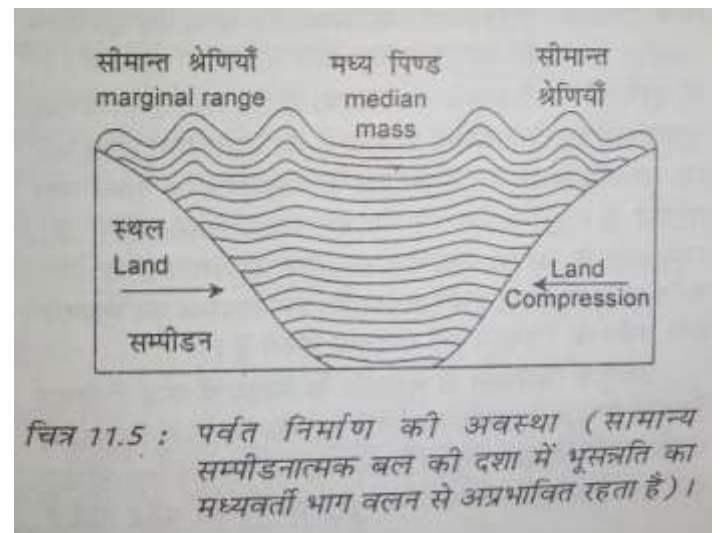 सीमान्त श्रेणियाँ
marginal range
मध्य पिण्ड
median
mass
सीमान्त
श्रेणियाँ
स्थल
Land
सम्पीडन
Land
Compression
चित्र 11.5 : पर्वत निर्माण की अवस्था (सामान्य
सम्पीडनात्मक बल की दशा में भूसन्नति का
मध्यवर्ती भाग वलन से अप्रभावित रहता है)।